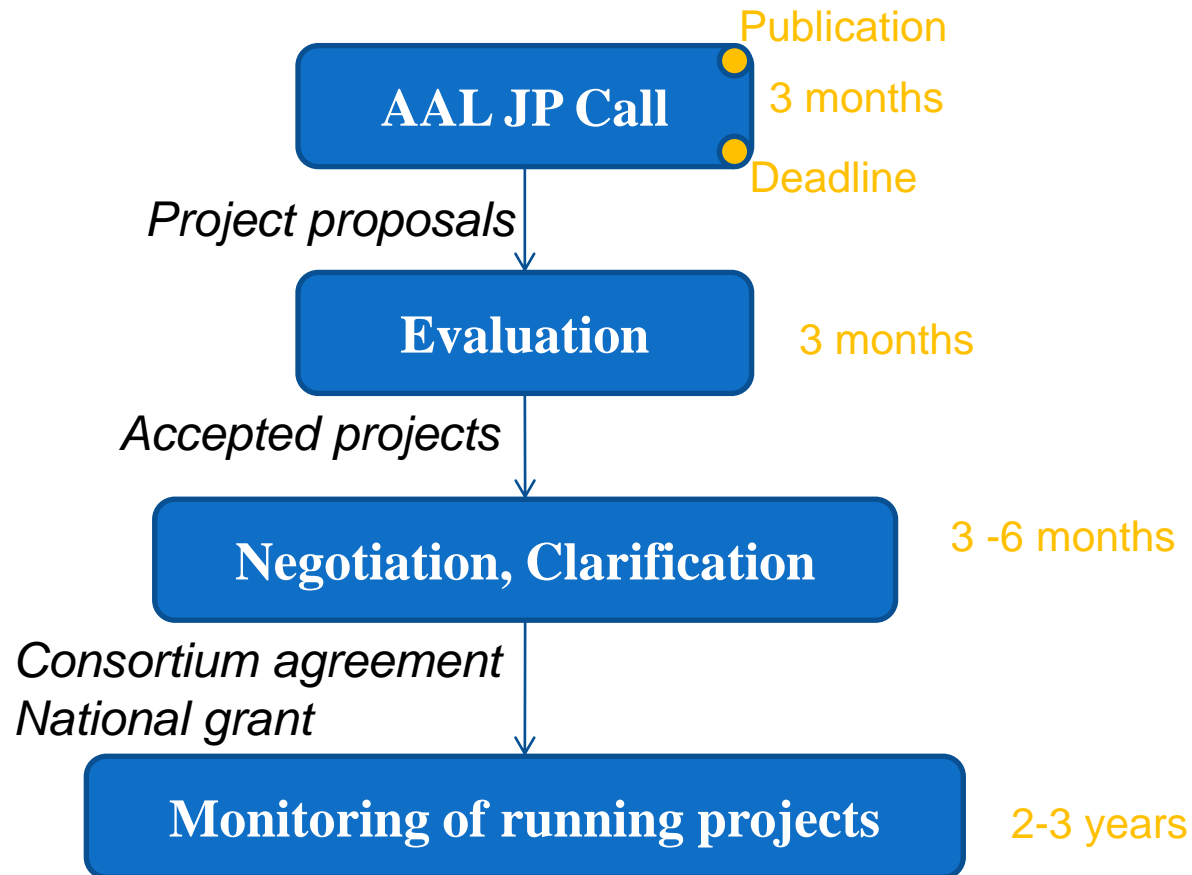 Publication
AAL JP Call
3 months
Deadline
Project proposals
Evaluation
3 months
Accepted projects
Negotiation, Clarification
3 -6 months
Consortium agreement
National grant
Monitoring of running projects
2-3 years